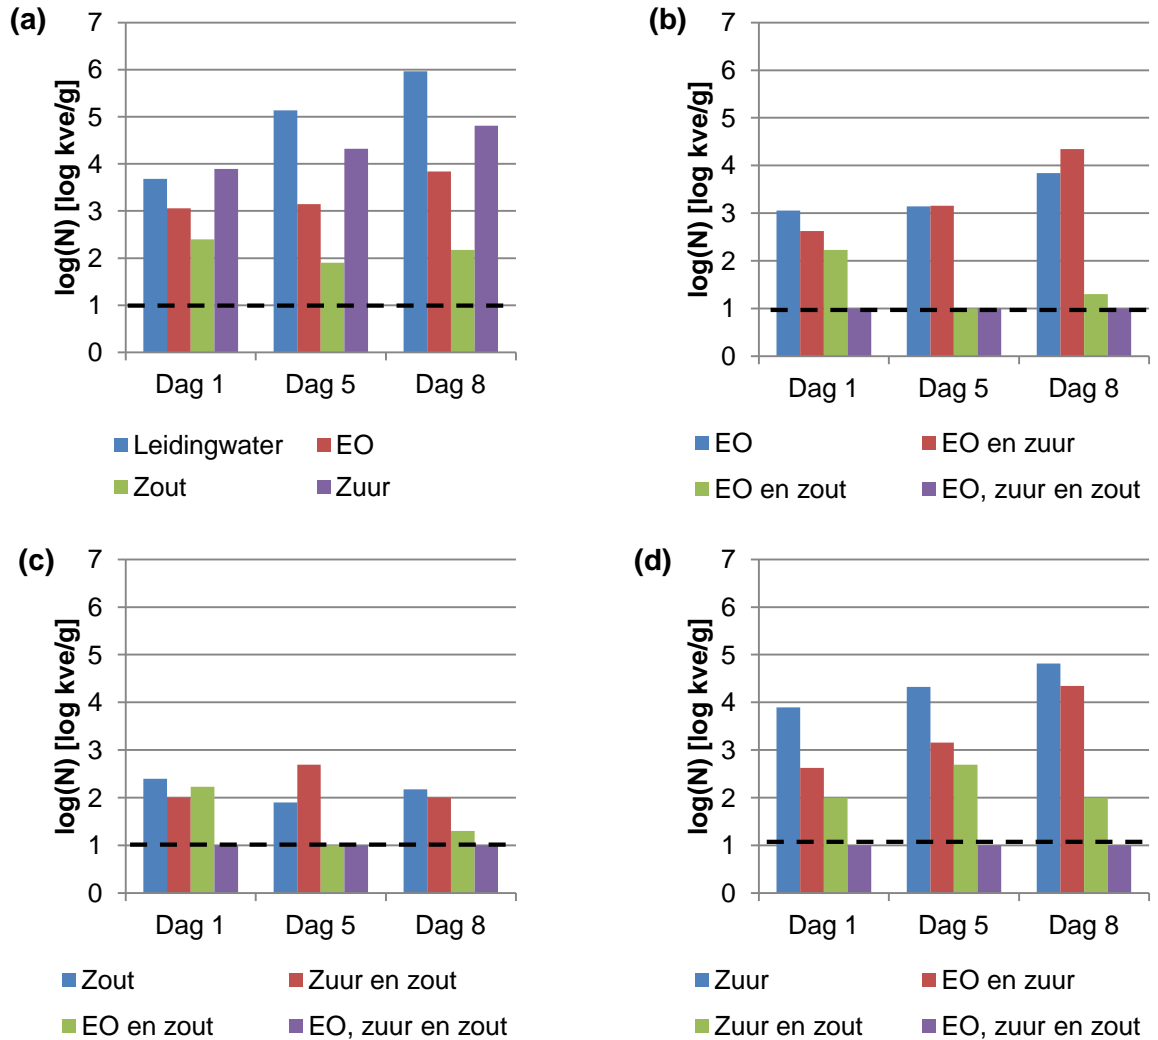 (a)
log(N) [log kve/g]
7
6
5
4
3
2
1
0
Dag 1 Dag 5 Dag 8
Leidingwater EO
Zout Zuur
(b)
log(N) [log kve/g]
7
6
5
4
3
2
1
0
Dag 1 Dag 5 Dag 8
EO EO en zuur
EO en zout EO, zuur en zout
(c)
log(N) [log kve/g]
7
6
5
4
3
2
1
0
Dag 1 Dag 5 Dag 8
Zout Zuur en zout
EO en zout EO, zuur en zout
(d)
log(N) [log kve/g]
7
6
5
4
3
2
1
0
Dag 1 Dag 5 Dag 8
Zuur EO en zuur
Zuur en zout EO, zuur en zout